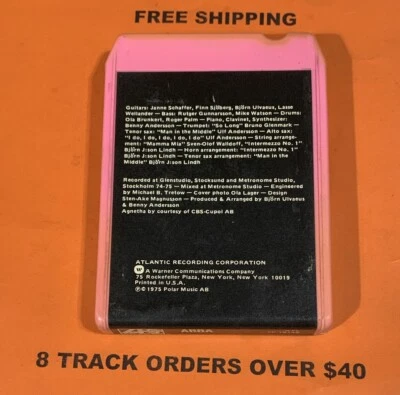 FREE SHIPPING
Guitars: Janne Schaffer, Finn Sjöberg, Björn Ulvaeus, Lasse
Wellander — Bass: Rutger Gunnarsson, Mike Watson — Drums:
Ola Brunkert, Roger Palm — Piano, Clavinet, Synthesizer:
Benny Andersson — Trumpet: "So Long" Bruno Glenmark —
Tenor sax: "Man in the Middle" Ulf Andersson — Alto sax:
"I do, I do, I do, I do, I do" Ulf Andersson — String arrange-
ment: "Mamma Mia" Sven-Olof Walldoff, "Intermezzo No. 1"
Björn J:son Lindh — Horn arrangement: "Intermezzo No. 1"
Björn J:son Lindh — Tenor sax arrangement: "Man in the
Middle" Björn J:son Lindh
Recorded at Glenstudio, Stocksund and Metronome Studio,
Stockholm 74-75 — Mixed at Metronome Studio — Engineered
by Michael B. Tretow — Cover photo Ola Lager — Design
Sten-Åke Magnusson — Produced & Arranged by Björn Ulvaeus
& Benny Andersson
Agnetha by courtesy of CBS-Cupol AB
ATLANTIC RECORDING CORPORATION
A Warner Communications Company
75 Rockefeller Plaza, New York, New York 10019
Printed in U.S.A.
℗© 1975 Polar Music AB
ABBA
8 TRACK ORDERS OVER $40